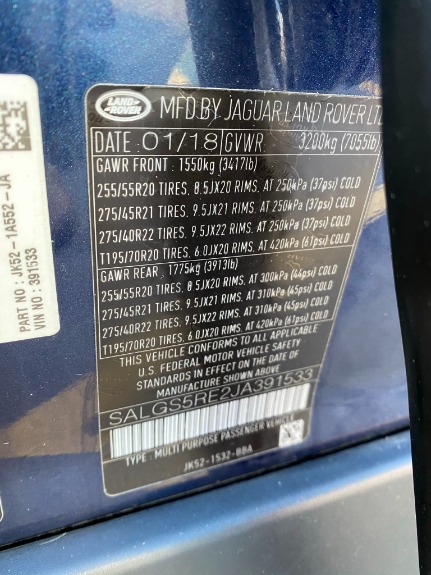 LAND
ROVER
MFD BY JAGUAR LAND ROVER LTD
DATE: 01/18 GVWR 3200kg (7055lb)
GAWR FRONT : 1550kg (3417lb)
255/55R20 TIRES, 8.5JX20 RIMS, AT 250kPa (37psi) COLD
275/45R21 TIRES, 9.5JX21 RIMS, AT 250kPa (37psi) COLD
275/40R22 TIRES, 9.5JX22 RIMS, AT 250kPa (37psi) COLD
T195/70R20 TIRES, 6.0JX20 RIMS, AT 420kPa (61psi) COLD
GAWR REAR : 1775kg (3913lb)
255/55R20 TIRES, 8.5JX20 RIMS, AT 300kPa (44psi) COLD
275/45R21 TIRES, 9.5JX21 RIMS, AT 310kPa (45psi) COLD
275/40R22 TIRES, 9.5JX22 RIMS, AT 310kPa (45psi) COLD
T195/70R20 TIRES, 6.0JX20 RIMS, AT 420kPa (61psi) COLD
THIS VEHICLE CONFORMS TO ALL APPLICABLE
U.S. FEDERAL MOTOR VEHICLE SAFETY
STANDARDS IN EFFECT ON THE DATE OF
MANUFACTURE SHOWN ABOVE
SALGS5RE2JA391533
TYPE: MULTI PURPOSE PASSENGER VEHICLE
JK52-1532-BBA
PART NO: JK52-1A552-JA
VIN NO: 391533